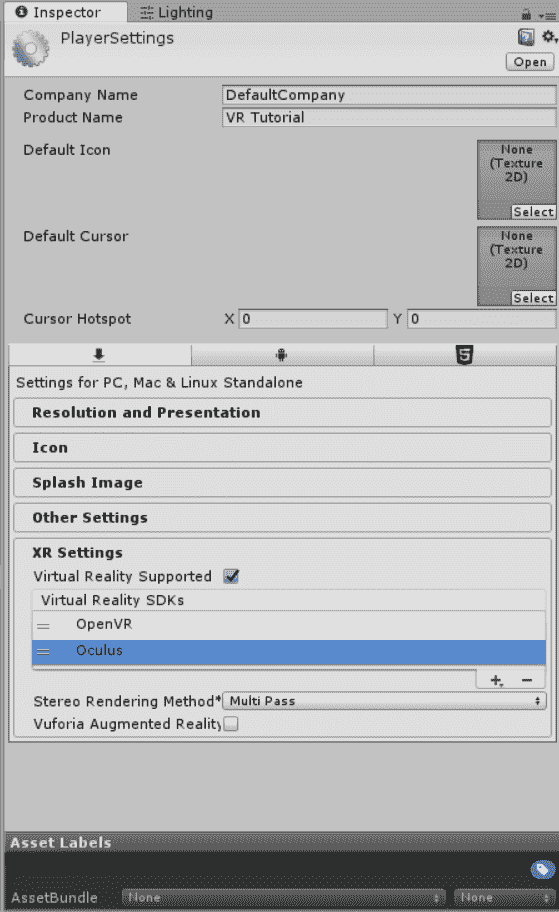 Inspector
Lighting
PlayerSettings
Open
Company Name DefaultCompany
Product Name VR Tutorial
Default Icon
None
(Texture
2D)
Select
Default Cursor
None
(Texture
2D)
Select
Cursor Hotspot X 0 Y 0
Settings for PC, Mac & Linux Standalone
Resolution and Presentation
Icon
Splash Image
Other Settings
XR Settings
Virtual Reality Supported
Virtual Reality SDKs
OpenVR
Oculus
Stereo Rendering Method* Multi Pass
Vuforia Augmented Reality
Asset Labels
AssetBundle None None